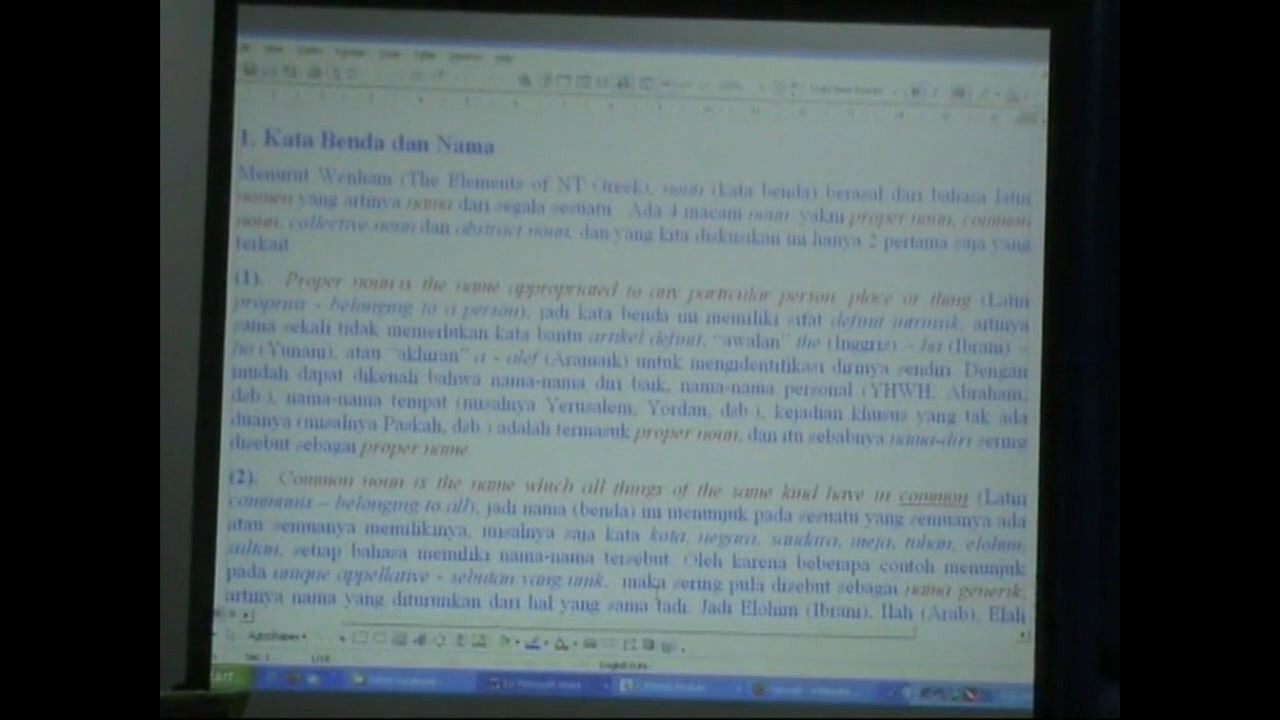 1. Kata Benda dan Nama
Menurut Wenham (The Elements of NT Greek), noun (kata benda) berasal dari bahasa latin
nomen yang artinya nama dari segala sesuatu. Ada 4 macam noun yakni proper noun, common
noun, collective noun dan abstract noun, dan yang kita diskusikan ini hanya 2 pertama saja yang
terkait
(1). Proper noun is the name appropriated to any particular person, place or thing (Latin
proprius - belonging to a person), jadi kata benda ini memiliki sifat definit intrinsik, artinya
sama sekali tidak memerlukan kata bantu artikel definit, "awalan" the (Inggris) – ha (Ibrani) –
ho (Yunani), atau "akhiran" a - alef (Aramaik) untuk mengidentifikasi dirinya sendiri. Dengan
mudah dapat dikenali bahwa nama-nama diri baik, nama-nama personal (YHWH, Abraham,
dsb.), nama-nama tempat (misalnya Yerusalem, Yordan, dsb.), kejadian khusus yang tak ada
duanya (misalnya Paskah, dsb.) adalah termasuk proper noun, dan itu sebabnya nama-diri sering
disebut sebagai proper name
(2). Common noun is the name which all things of the same kind have in common (Latin
communis – belonging to all), jadi nama (benda) ini menunjuk pada sesuatu yang semuanya ada
atau semuanya memilikinya, misalnya saja kata kota, negara, saudara, meja, tuhan, elohim,
sultan, setiap bahasa memiliki nama-nama tersebut. Oleh karena beberapa contoh menunjuk
pada unique appellative - sebutan yang unik, maka sering pula disebut sebagai nama generik,
artinya nama yang diturunkan dari hal yang sama tadi. Jadi Elohim (Ibrani), Ilah (Arab), Elah
AutoShapes